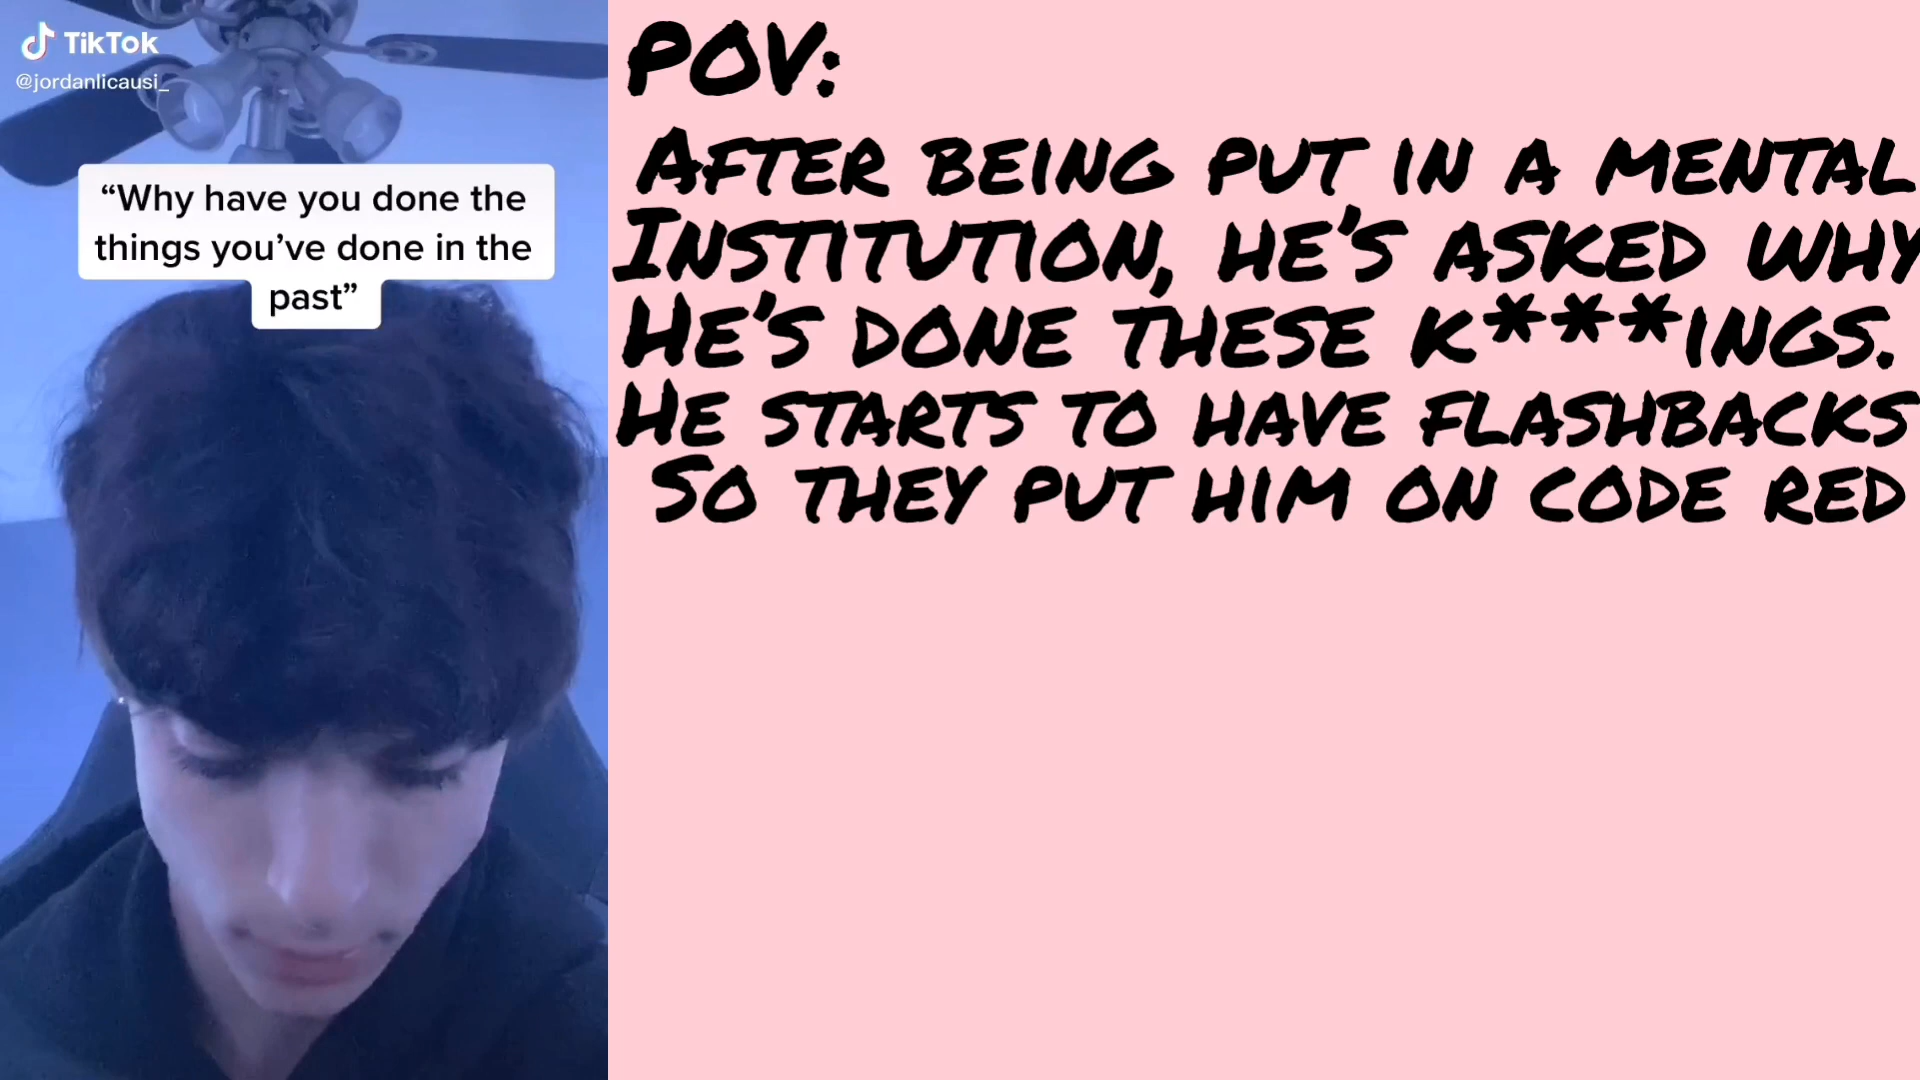 TikTok
@jordanlicausi_
“Why have you done the
things you’ve done in the
past”
POV:
AFTER BEING PUT IN A MENTAL
INSTITUTION, HE’S ASKED WHY
HE’S DONE THESE K***INGS.
HE STARTS TO HAVE FLASHBACKS
SO THEY PUT HIM ON CODE RED